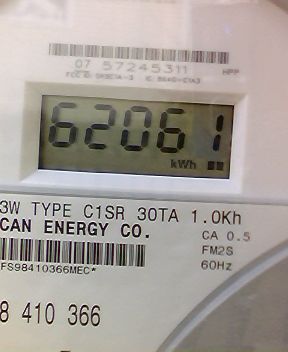 07 57245311 HPP
62061
kWh
3W TYPE C1SR 30TA 1.0Kh
CAN ENERGY CO.
CA 0.5
FM2S
FS98410366MEC*
60Hz
8 410 366